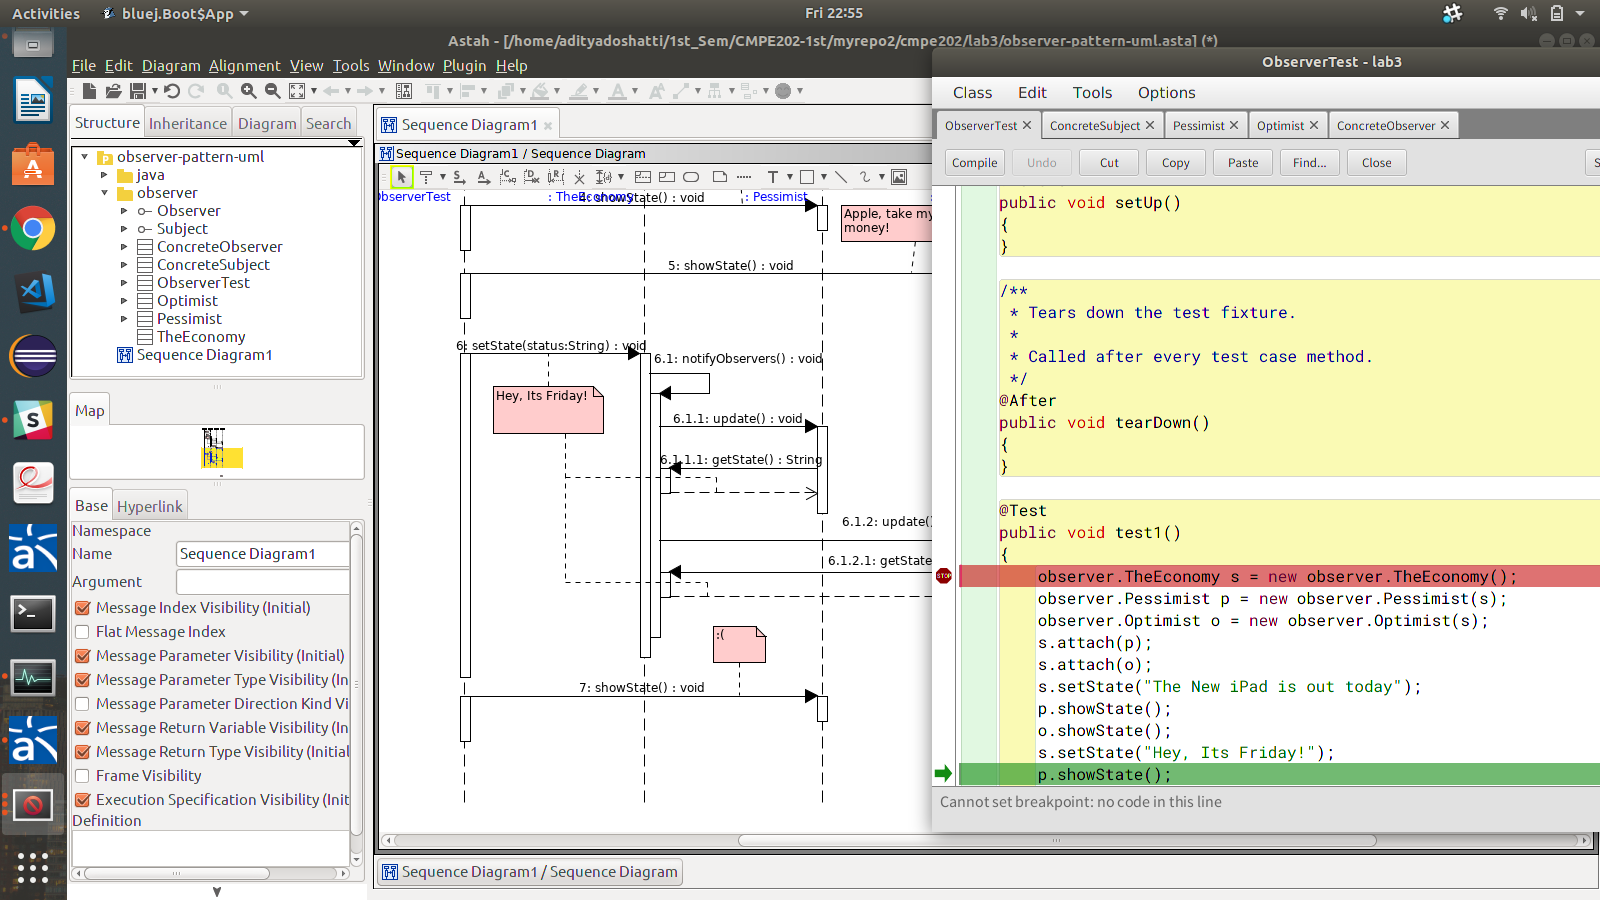 Activities
bluej.Boot$App
Fri 22:55
Astah - [/home/adityadoshatti/1st_Sem/CMPE202-1st/myrepo2/cmpe202/lab3/observer-pattern-uml.asta] (*)
File Edit Diagram Alignment View Tools Window Plugin Help
Structure Inheritance Diagram Search
observer-pattern-uml
java
observer
Observer
Subject
ConcreteObserver
ConcreteSubject
ObserverTest
Optimist
Pessimist
TheEconomy
Sequence Diagram1
Map
Base Hyperlink
Namespace
Name Sequence Diagram1
Argument
Message Index Visibility (Initial)
Flat Message Index
Message Parameter Visibility (Initial)
Message Parameter Type Visibility (In
Message Parameter Direction Kind Vi
Message Return Variable Visibility (In
Message Return Type Visibility (Initial
Frame Visibility
Execution Specification Visibility (Init
Definition
Sequence Diagram1
Sequence Diagram1 / Sequence Diagram
ObserverTest : TheEconomy : Pessimist
4: showState() : void
Apple, take my
money!
5: showState() : void
6: setState(status:String) : void
6.1: notifyObservers() : void
Hey, Its Friday!
6.1.1: update() : void
6.1.1.1: getState() : String
6.1.2: update()
6.1.2.1: getState
:(
7: showState() : void
Sequence Diagram1 / Sequence Diagram
ObserverTest - lab3
Class Edit Tools Options
ObserverTest ConcreteSubject Pessimist Optimist ConcreteObserver
Compile Undo Cut Copy Paste Find... Close S
public void setUp()
{
}
/**
* Tears down the test fixture.
*
* Called after every test case method.
*/
@After
public void tearDown()
{
}
@Test
public void test1()
{
STOP
observer.TheEconomy s = new observer.TheEconomy();
observer.Pessimist p = new observer.Pessimist(s);
observer.Optimist o = new observer.Optimist(s);
s.attach(p);
s.attach(o);
s.setState("The New iPad is out today");
p.showState();
o.showState();
s.setState("Hey, Its Friday!");
p.showState();
Cannot set breakpoint: no code in this line